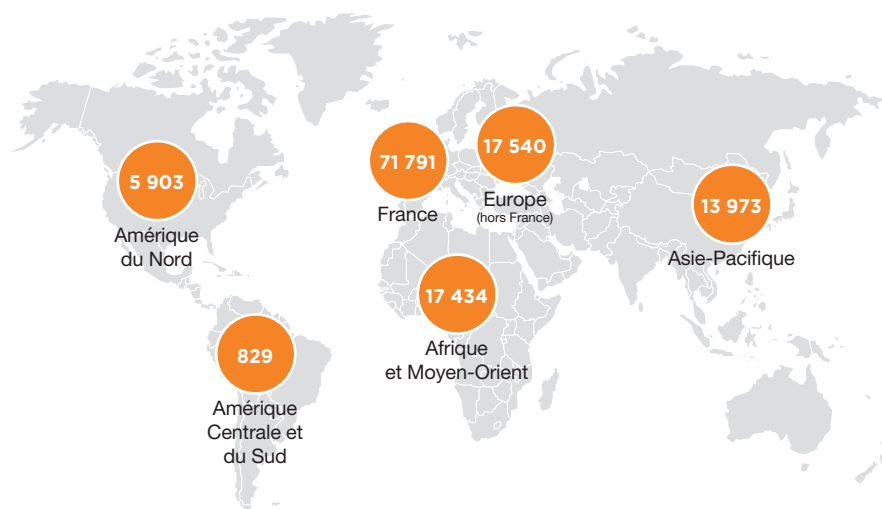 5 903
Amérique
du Nord
829
Amérique
Centrale et
du Sud
71 791
France
17 540
Europe
(hors France)
17 434
Afrique
et Moyen-Orient
13 973
Asie-Pacifique